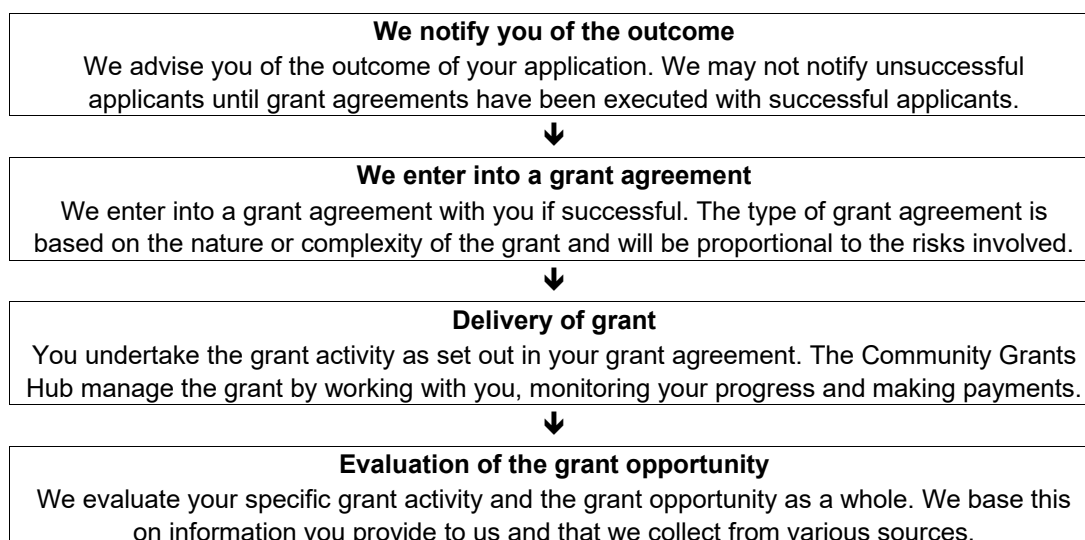 We notify you of the outcome
We advise you of the outcome of your application. We may not notify unsuccessful
applicants until grant agreements have been executed with successful applicants.
We enter into a grant agreement
We enter into a grant agreement with you if successful. The type of grant agreement is
based on the nature or complexity of the grant and will be proportional to the risks involved.
Delivery of grant
You undertake the grant activity as set out in your grant agreement. The Community Grants
Hub manage the grant by working with you, monitoring your progress and making payments.
Evaluation of the grant opportunity
We evaluate your specific grant activity and the grant opportunity as a whole. We base this
on information you provide to us and that we collect from various sources.